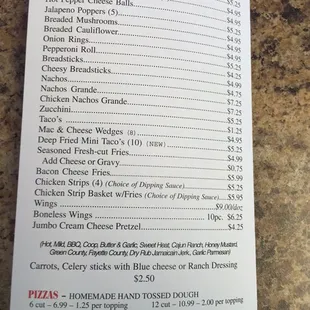 Hot Pepper Cheese Balls
Jalapeno Poppers (5) $5.25
Breaded Mushrooms $4.95
Breaded Cauliflower $5.25
Onion Rings $4.95
Pepperoni Roll $4.95
Breadsticks
Cheesy Breadsticks $5.25
Nachos $4.25
Nachos Grande
Chicken Nachos Grande
Zucchini $7.25
Taco's $5.25
Mac & Cheese Wedges (8) $1.25
Deep Fried Mini Taco's (10) (NEW) $4.95
Seasoned Fresh-cut Fries $5.25
Add Cheese or Gravy $4.99
Bacon Cheese Fries $0.75
Chicken Strips (4) (Choice of Dipping Sauce) $5.25
Chicken Strip Basket w/Fries (Choice of Dipping Sauce) $5.95
Wings $9.00/doz
Boneless Wings 10pc. $6.25
Jumbo Cream Cheese Pretzel $4.25
(Hot, Mild, BBQ, Coop, Butter & Garlic, Sweet Heat, Cajun Ranch, Honey Mustard,
Green County, Fayette County, Dry Rub Jamaican Jerk, Garlic Parmesan)
Carrots, Celery sticks with Blue cheese or Ranch Dressing
$2.50
PIZZAS – HOMEMADE HAND TOSSED DOUGH
6 cut – 6.99 – 1.25 per topping 12 cut – 10.99 – 2.00 per topping